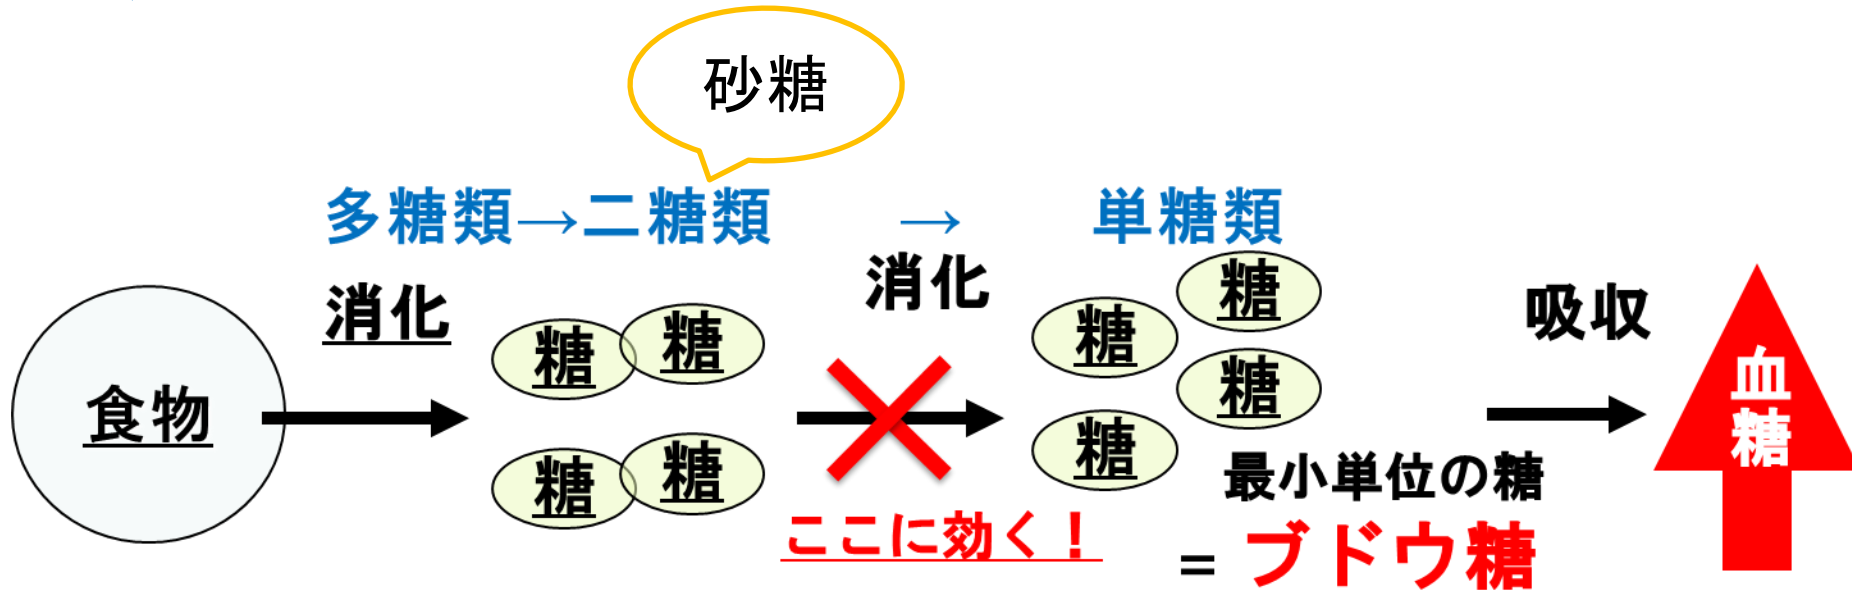 砂糖
多糖類→二糖類 → 単糖類
消化
消化
食物
糖
糖
糖
糖
ここに効く！
糖
糖
糖
糖
最小単位の糖
= ブドウ糖
吸収
血糖